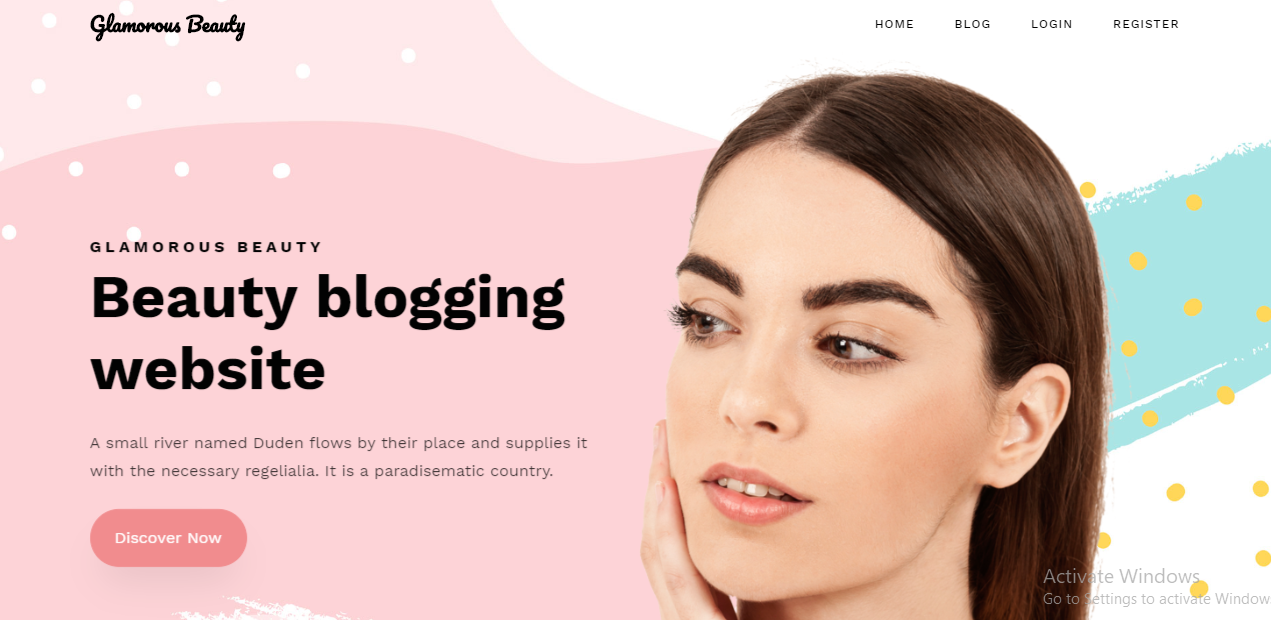 Glamorous Beauty
HOME BLOG LOGIN REGISTER
GLAMOROUS BEAUTY
Beauty blogging
website
A small river named Duden flows by their place and supplies it
with the necessary regelialia. It is a paradisematic country.
Discover Now
Activate Windows
Go to Settings to activate Window